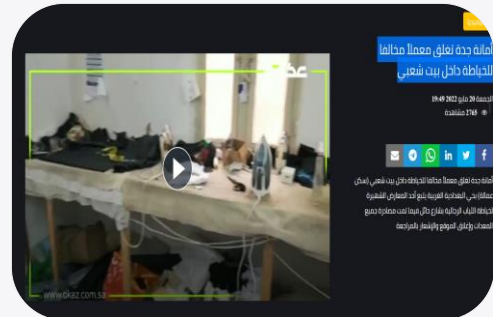 أمانة جدة تغلق معملاً مخالفا
للخياطة داخل بيت شعبي
الجمعة 20 مايو 2022 19:49
2765 مشاهدة
عكاظ
أمانة جدة تغلق معملا مخالفا للخياطة داخل بيت شعبي (سكن
عمالة) بحي البغدادية الغربية يتبع أحد المعارض الشهيرة
لخياطة الثياب الرجالية بشارع حائل فيما تمت مصادرة جميع
المعدات وإغلاق الموقع والإشعار بالمراجعة
www.okaz.com.sa